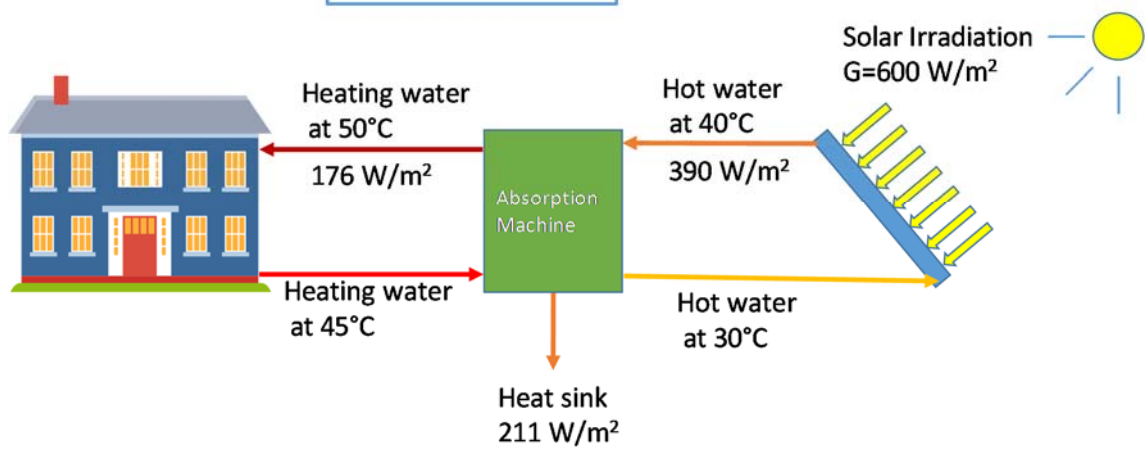 Solar Irradiation
G=600 W/m²
Heating water
at 50°C
176 W/m²
Hot water
at 40°C
390 W/m²
Absorption
Machine
Heating water
at 45°C
Hot water
at 30°C
Heat sink
211 W/m²